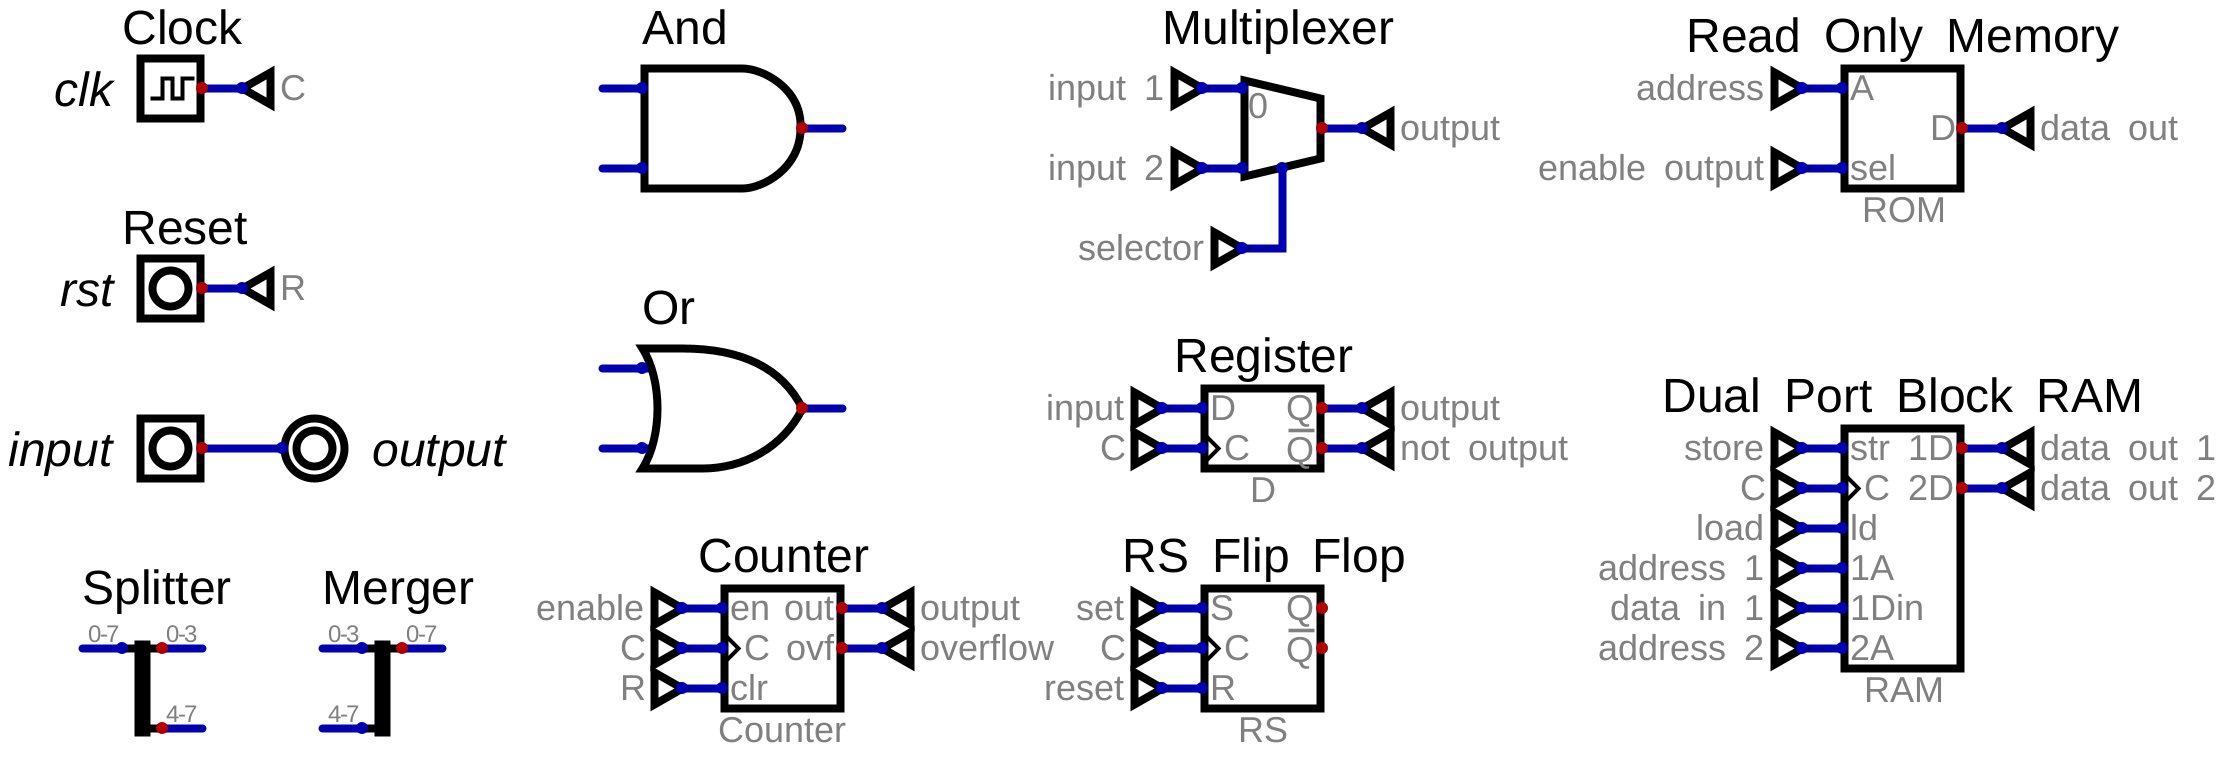 Clock
clk C
Reset
rst R
input output
Splitter
0-7 0-3
4-7
Merger
0-3 0-7
4-7
And
Or
Counter
enable en out output
C C ovf overflow
R clr
Counter
Multiplexer
input 1 0 output
input 2
selector
Register
input D Q output
C C Q not output
D
RS Flip Flop
set S Q
C C Q
reset R
RS
Read Only Memory
address A
D data out
enable output sel
ROM
Dual Port Block RAM
store str 1D data out 1
C C 2D data out 2
load ld
address 1 1A
data in 1 1Din
address 2 2A
RAM